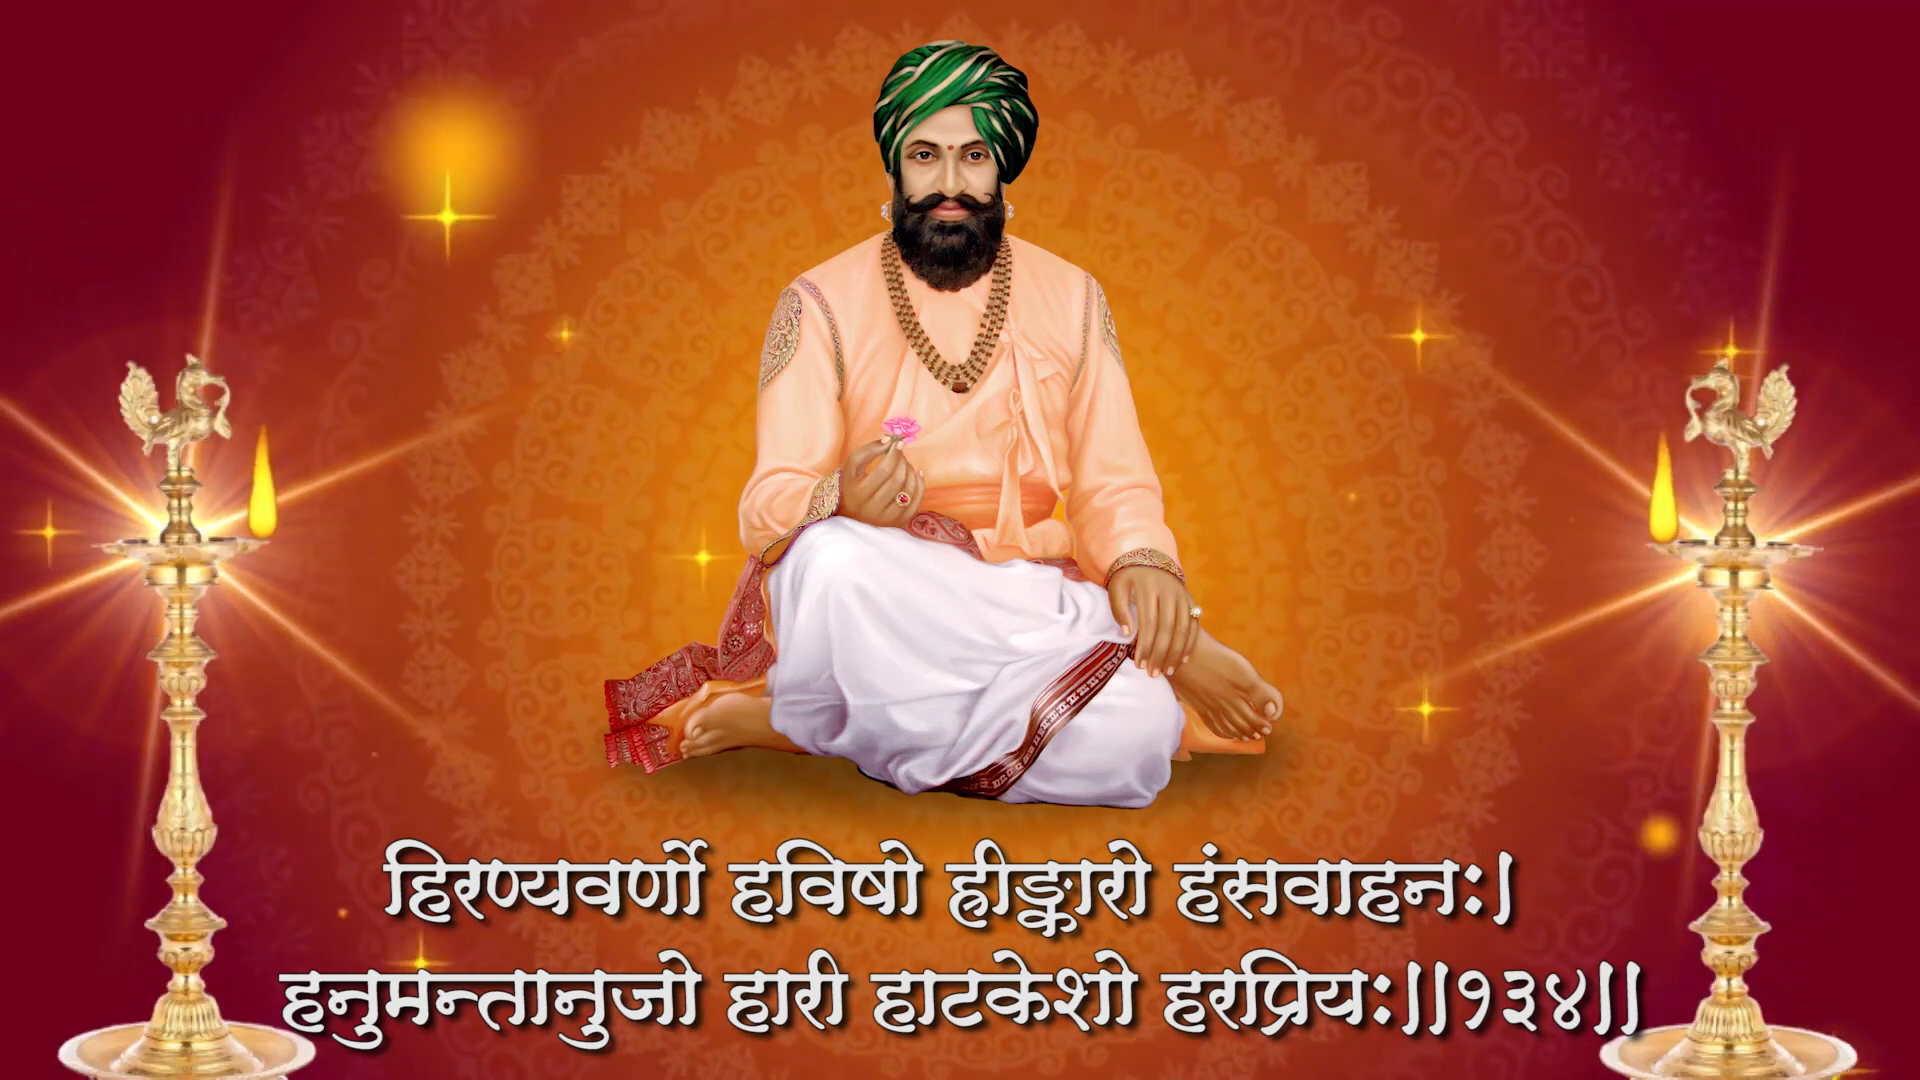 हिरण्यवर्णो हविषो ह्रीङ्कारो हंसवाहनः।
हनुमन्तानुजो हारी हाटकेशो हरप्रियः॥१३४॥